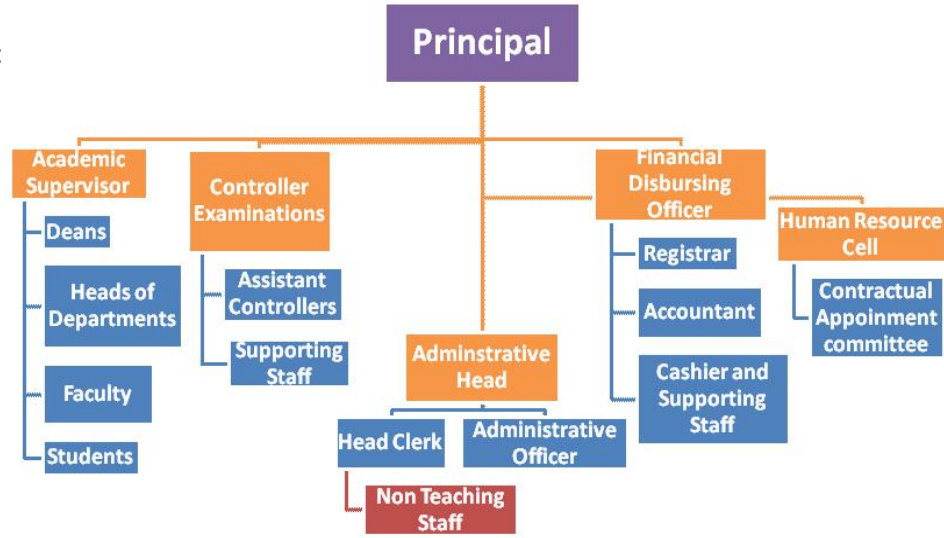 Principal
Academic
Supervisor
Deans
Heads of
Departments
Faculty
Students
Controller
Examinations
Assistant
Controllers
Supporting
Staff
Adminstrative
Head
Head Clerk
Non Teaching
Staff
Administrative
Officer
Financial
Disbursing
Officer
Registrar
Accountant
Cashier and
Supporting
Staff
Human Resource
Cell
Contractual
Appoinment
committee